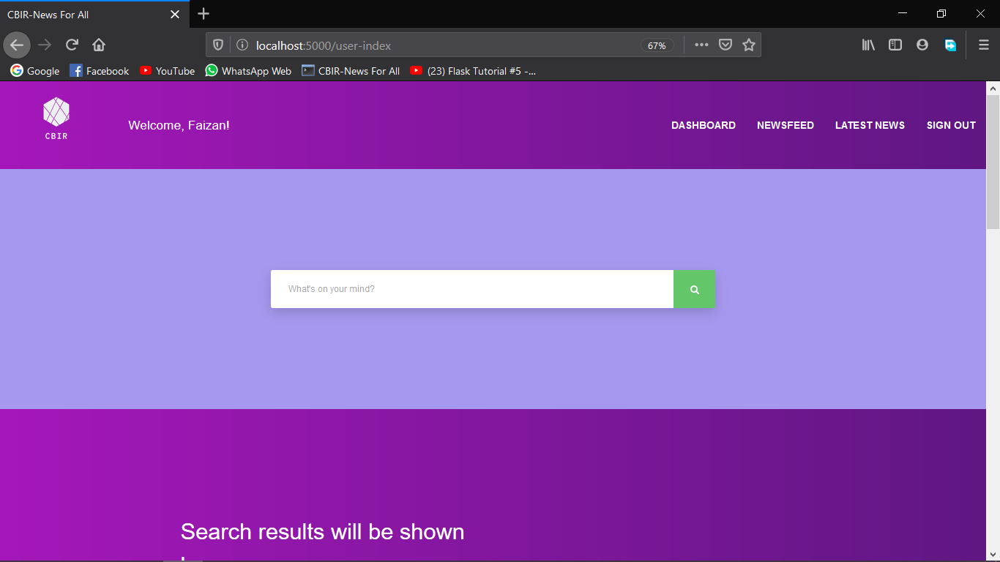 CBIR-News For All
localhost:5000/user-index
67%
Google
Facebook
YouTube
WhatsApp Web
CBIR-News For All
(23) Flask Tutorial #5 -...
CBIR
Welcome, Faizan!
DASHBOARD
NEWSFEED
LATEST NEWS
SIGN OUT
What's on your mind?
Search results will be shown